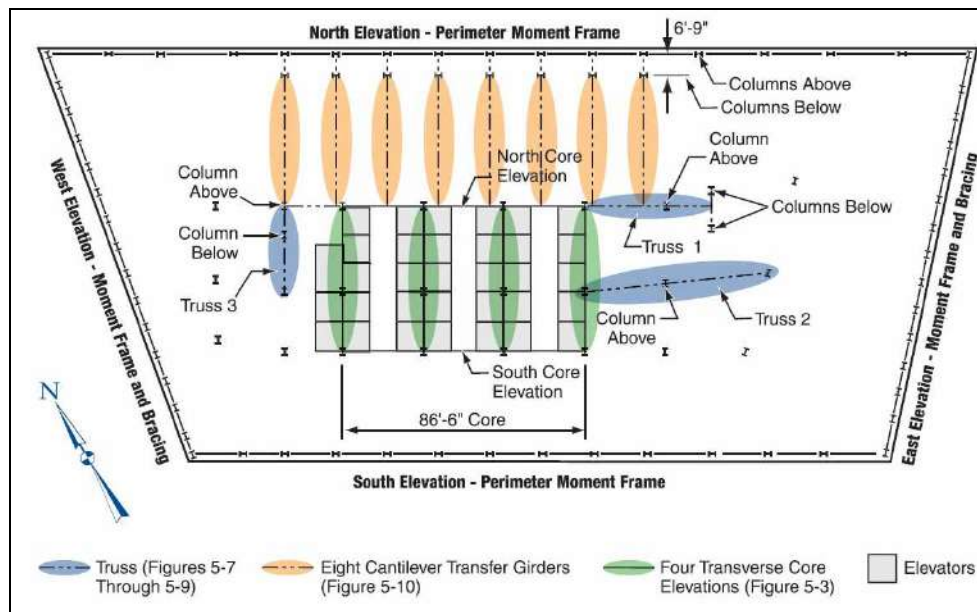 North Elevation - Perimeter Moment Frame
6'-9"
Columns Above
Columns Below
Column
Above
North Core
Elevation
Column
Above
Column
Below
Truss 3
Truss 1
Columns Below
Column
Above
Truss 2
South Core
Elevation
86'-6" Core
West Elevation - Moment Frame and Bracing
East Elevation - Moment Frame and Bracing
N
South Elevation - Perimeter Moment Frame
Truss (Figures 5-7
Through 5-9)
Eight Cantilever Transfer Girders
(Figure 5-10)
Four Transverse Core
Elevations (Figure 5-3)
Elevators